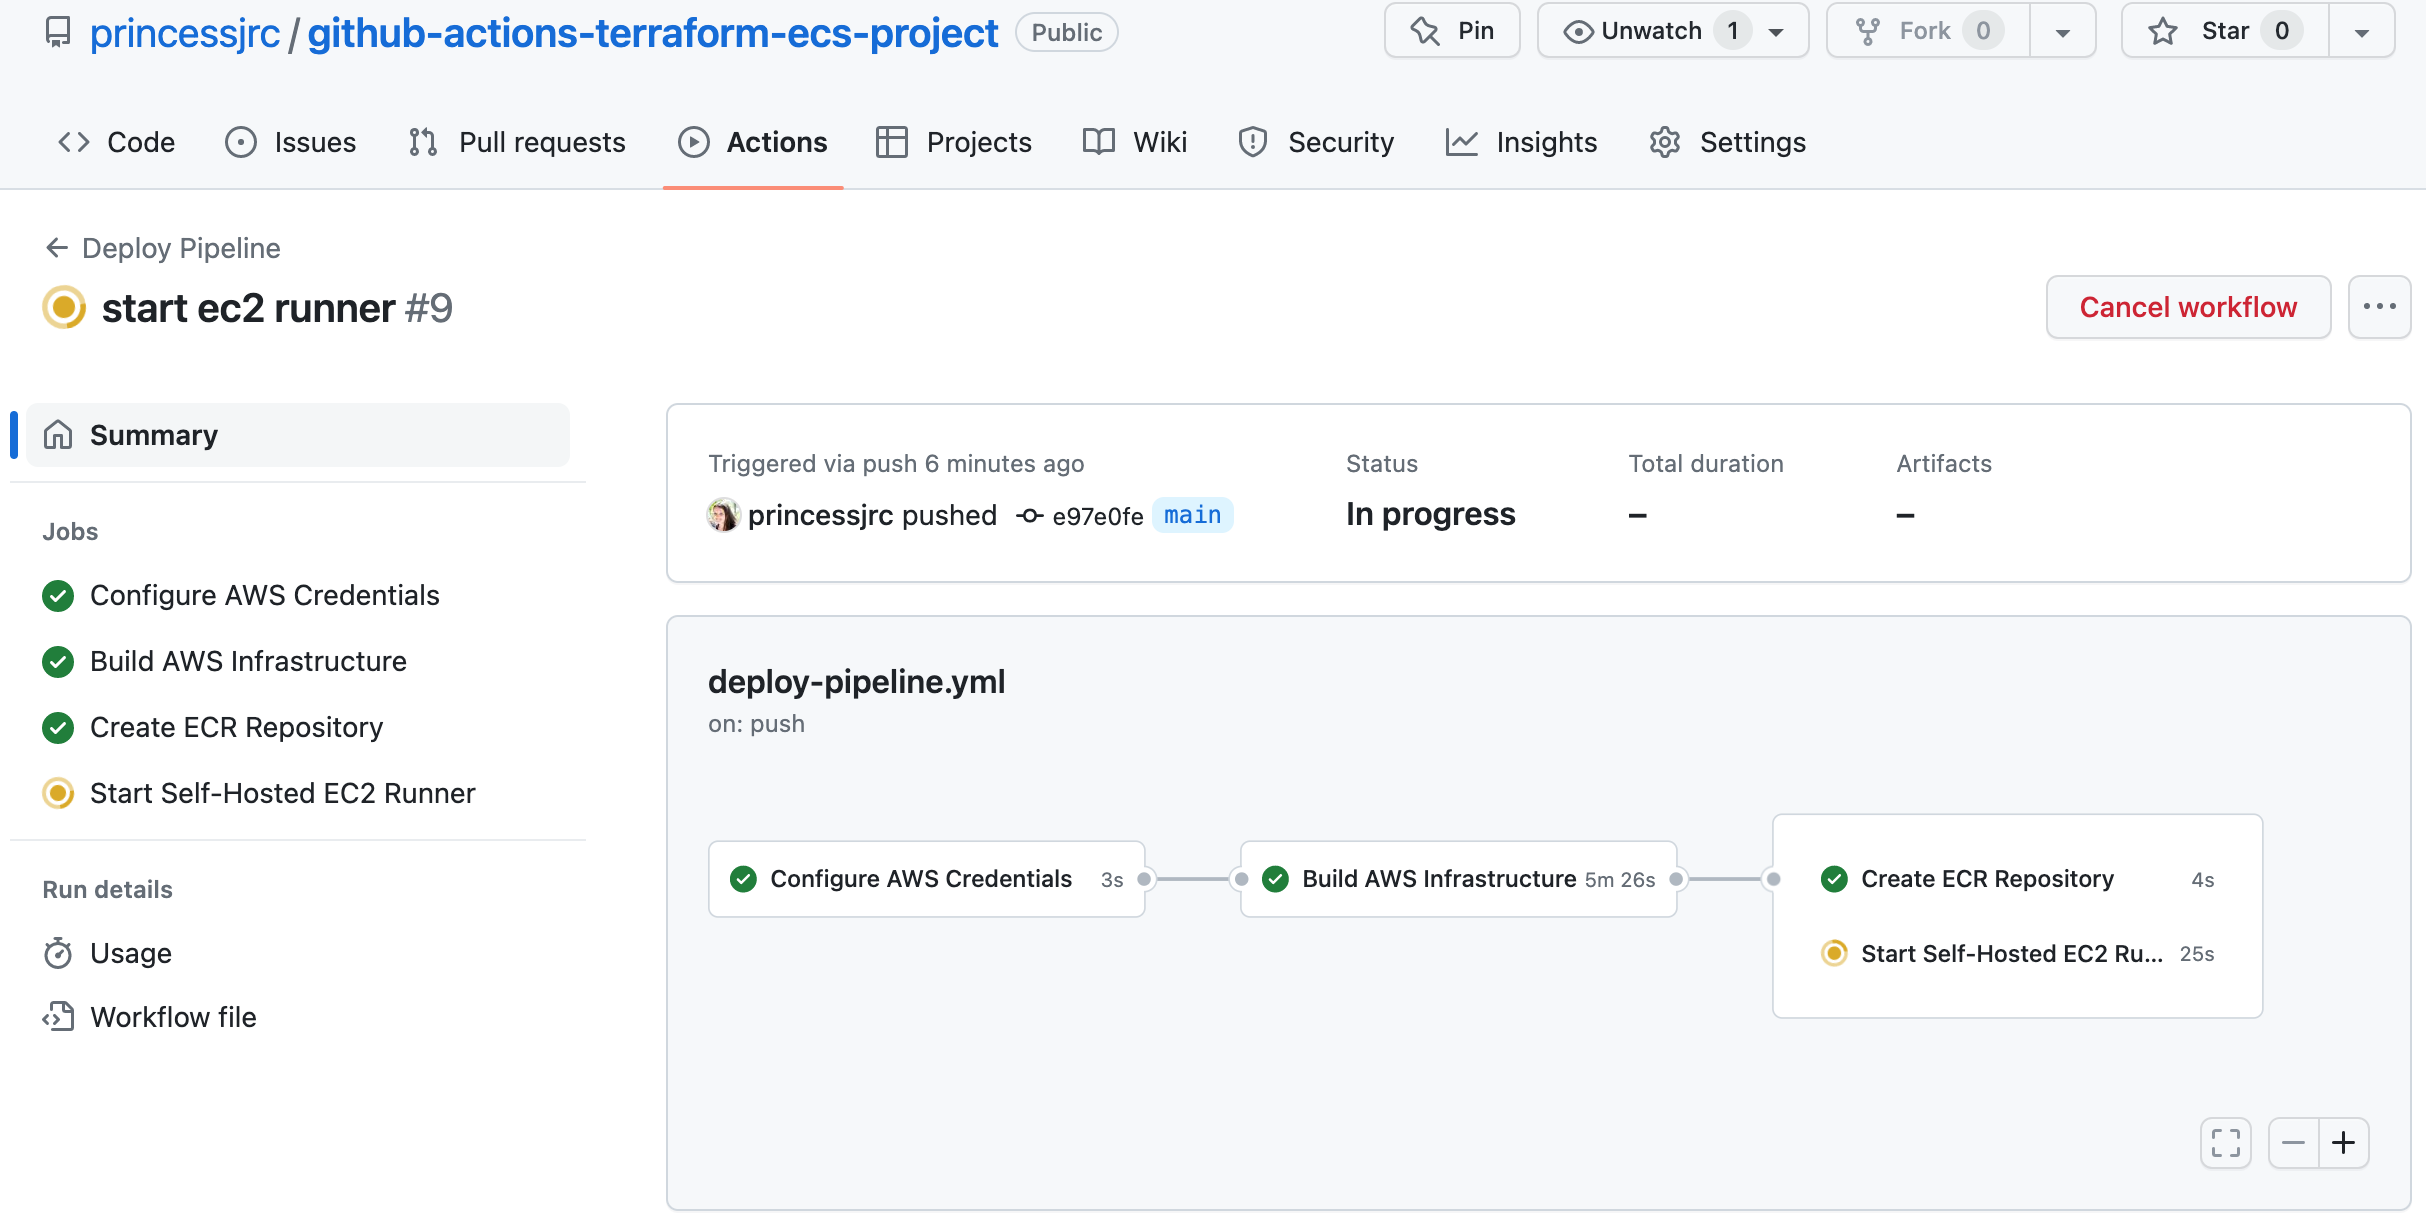 princessjrc / github-actions-terraform-ecs-project Public Pin Unwatch 1 Fork 0 Star 0
Code Issues Pull requests Actions Projects Wiki Security Insights Settings
Deploy Pipeline
start ec2 runner #9
Cancel workflow
Summary
Jobs
Configure AWS Credentials
Build AWS Infrastructure
Create ECR Repository
Start Self-Hosted EC2 Runner
Run details
Usage
Workflow file
Triggered via push 6 minutes ago
princessjrc pushed e97e0fe main
Status
In progress
Total duration
–
Artifacts
–
deploy-pipeline.yml
on: push
Configure AWS Credentials 3s
Build AWS Infrastructure 5m 26s
Create ECR Repository 4s
Start Self-Hosted EC2 Ru... 25s